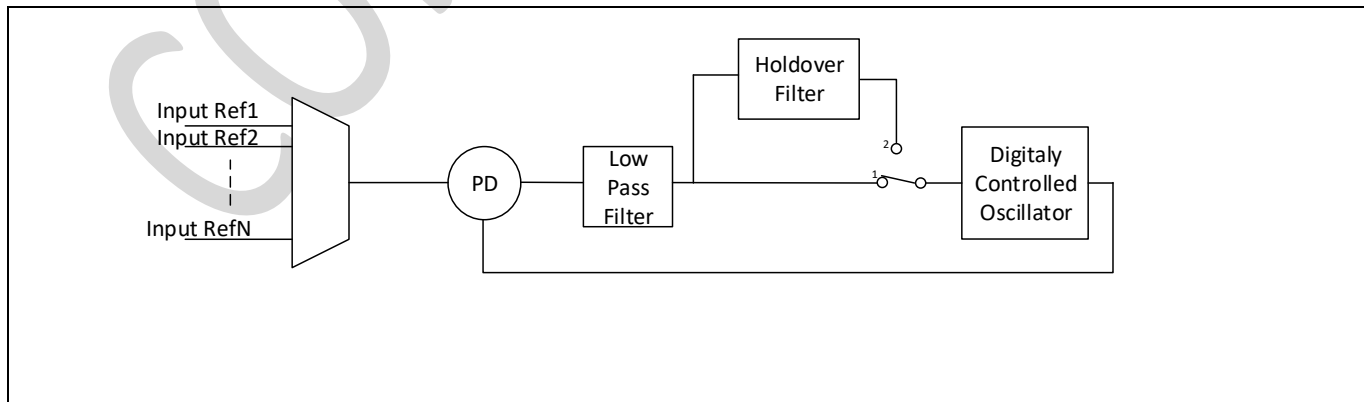 Input Ref1
Input Ref2
Input RefN
PD
Low
Pass
Filter
Holdover
Filter
2
1
Digitaly
Controlled
Oscillator